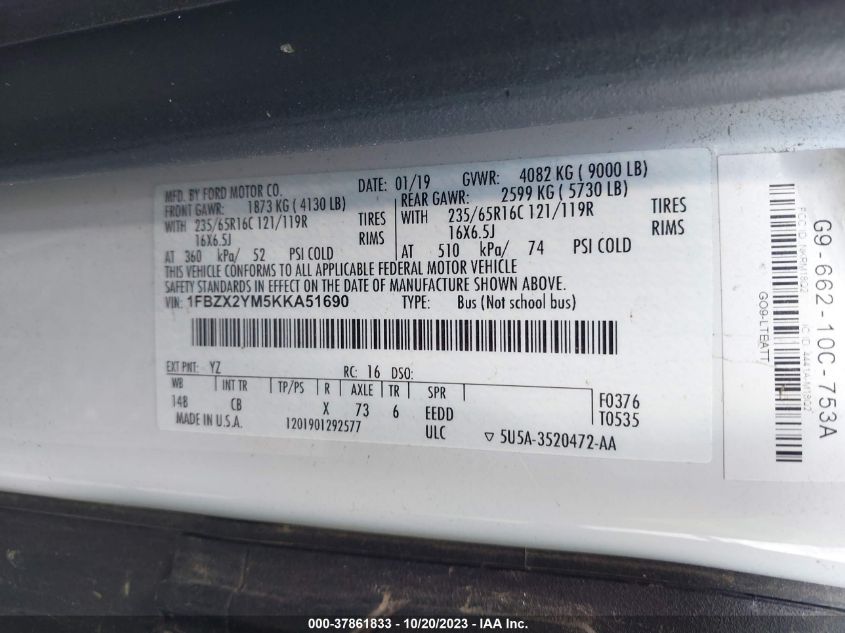 MFD. BY FORD MOTOR CO.
DATE: 01/19 GVWR: 4082 KG ( 9000 LB)
FRONT GAWR: 1873 KG ( 4130 LB)
WITH 235/65R16C 121/119R TIRES
16X6.5J RIMS
AT 360 kPa/ 52 PSI COLD
REAR GAWR: 2599 KG ( 5730 LB)
WITH 235/65R16C 121/119R TIRES
16X6.5J RIMS
AT 510 kPa/ 74 PSI COLD
THIS VEHICLE CONFORMS TO ALL APPLICABLE FEDERAL MOTOR VEHICLE
SAFETY STANDARDS IN EFFECT ON THE DATE OF MANUFACTURE SHOWN ABOVE.
VIN: 1FBZX2YM5KKA51690 TYPE: Bus (Not school bus)
EXT PNT: YZ RC: 16 DSO:
WB INT TR TP/PS R AXLE TR SPR
148 CB X 73 6 EEDD
F0376
T0535
MADE IN U.S.A. 1201901292577 ULC ▽ 5U5A-3520472-AA
G9-662-10C-753A
GO9-LTEATT
000-37861833 - 10/20/2023 - IAA Inc.